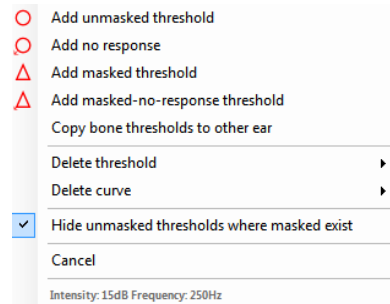 Add unmasked threshold
Add no response
Add masked threshold
Add masked-no-response threshold
Copy bone thresholds to other ear
Delete threshold
Delete curve
Hide unmasked thresholds where masked exist
Cancel
Intensity: 15dB Frequency: 250Hz